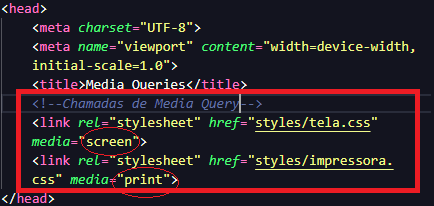 <head>
<meta charset="UTF-8">
<meta name="viewport" content="width=device-width,
initial-scale=1.0">
<title>Media Queries</title>
<!--Chamadas de Media Query-->
<link rel="stylesheet" href="styles/tela.css"
media="screen">
<link rel="stylesheet" href="styles/impressora.
css" media="print">
</head>